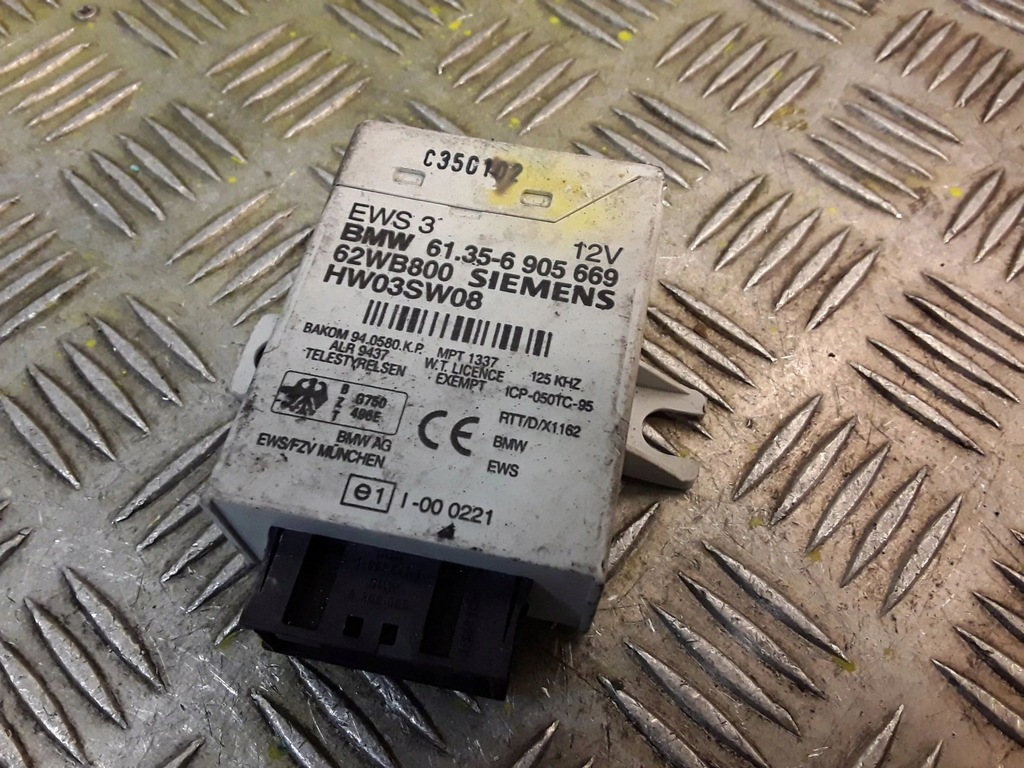 C35C102
EWS 3 12V
BMW 61.35-6 905 669
62WB800 SIEMENS
HW03SW08
BAKOM 94.0580.K.P. MPT 1337 125 KHZ
ALR 9437 W.T. LICENCE
TELESTYRELSEN EXEMPT ICP-050TC-95
B G750
Z 496E
T
CE RTT/D/X1162
BMW AG BMW
EWS/FZV MÜNCHEN EWS
e1 I-00 0221